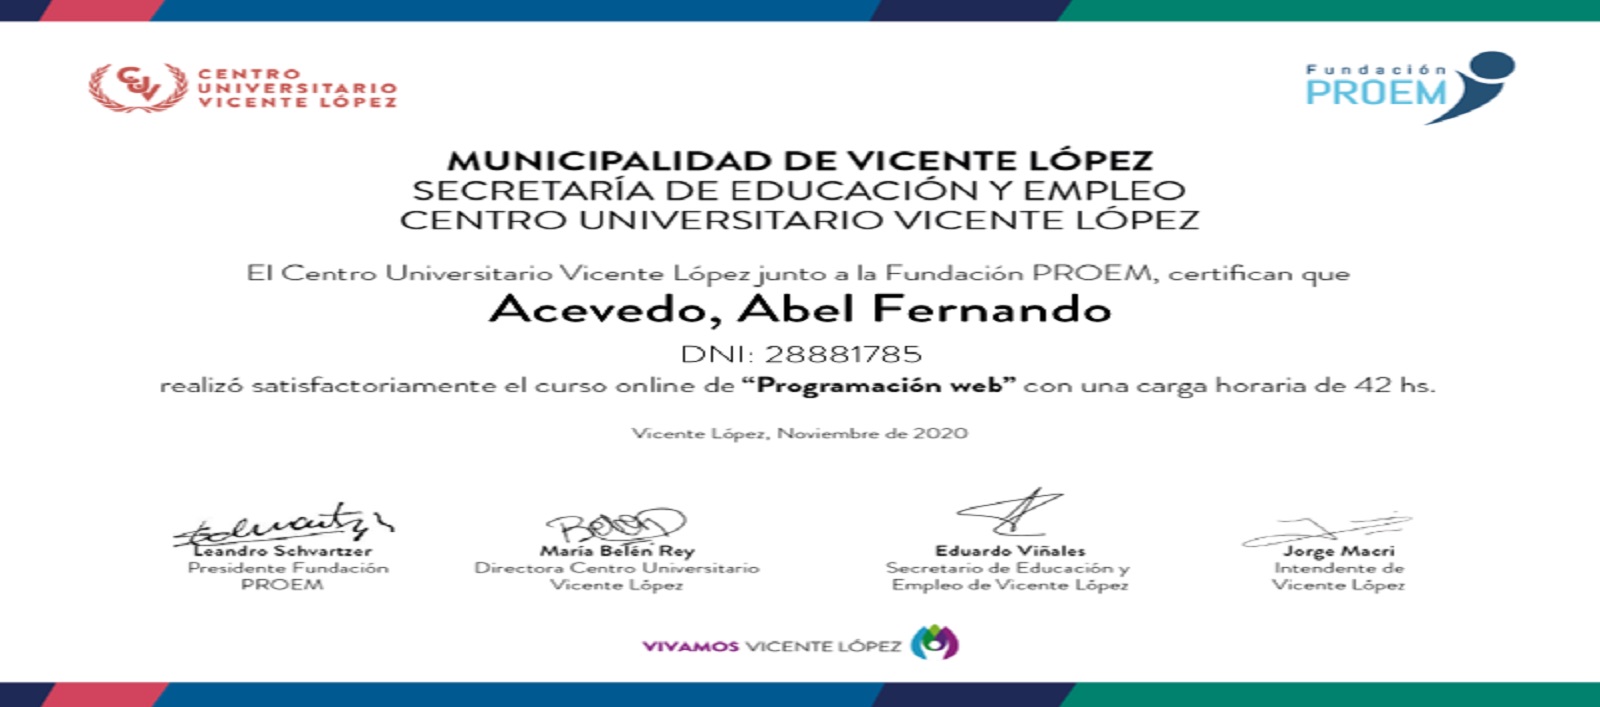 CUV
CENTRO
UNIVERSITARIO
VICENTE LÓPEZ
Fundación
PROEM
MUNICIPALIDAD DE VICENTE LÓPEZ
SECRETARÍA DE EDUCACIÓN Y EMPLEO
CENTRO UNIVERSITARIO VICENTE LÓPEZ
El Centro Universitario Vicente López junto a la Fundación PROEM, certifican que
Acevedo, Abel Fernando
DNI: 28881785
realizó satisfactoriamente el curso online de “Programación web” con una carga horaria de 42 hs.
Vicente López, Noviembre de 2020
Leandro Schvartzer
Presidente Fundación
PROEM
Belén
María Belén Rey
Directora Centro Universitario
Vicente López
Eduardo Viñales
Secretario de Educación y
Empleo de Vicente López
Jorge Macri
Intendente de
Vicente López
VIVAMOS VICENTE LÓPEZ